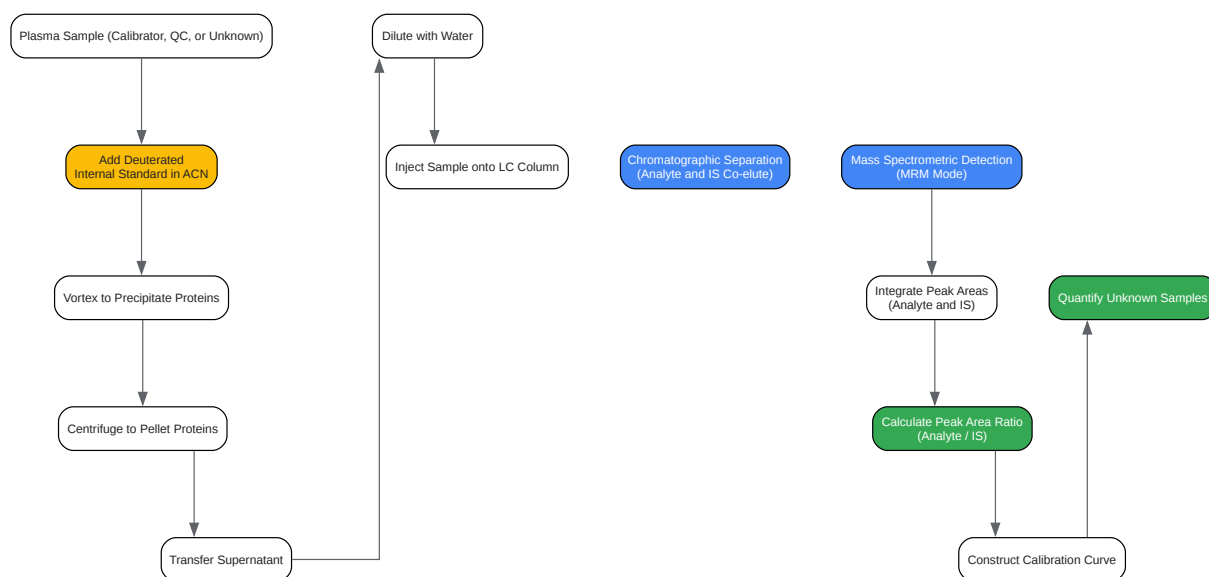 Plasma Sample (Calibrator, QC, or Unknown)
Add Deuterated
Internal Standard in ACN
Vortex to Precipitate Proteins
Centrifuge to Pellet Proteins
Transfer Supernatant
Dilute with Water
Inject Sample onto LC Column
Chromatographic Separation
(Analyte and IS Co-elute)
Mass Spectrometric Detection
(MRM Mode)
Integrate Peak Areas
(Analyte and IS)
Calculate Peak Area Ratio
(Analyte / IS)
Construct Calibration Curve
Quantify Unknown Samples